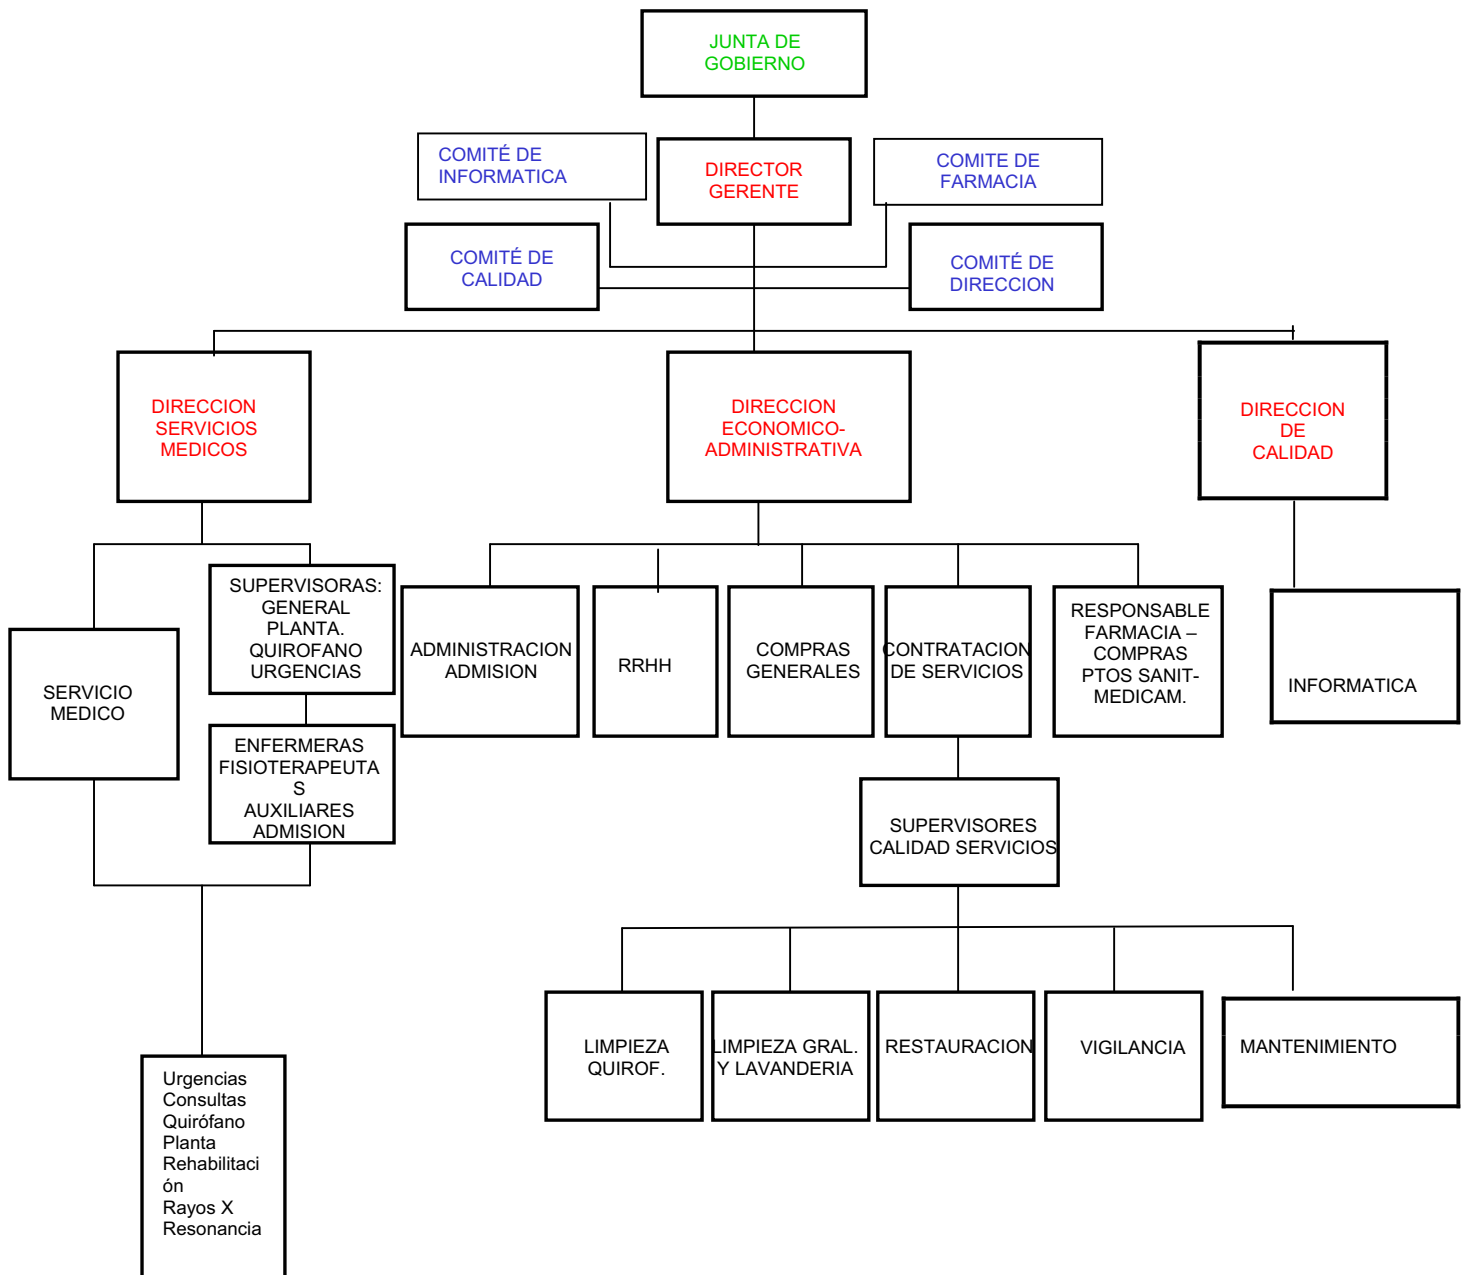 JUNTA DE
GOBIERNO
COMITÉ DE
INFORMATICA
DIRECTOR
GERENTE
COMITE DE
FARMACIA
COMITÉ DE
CALIDAD
COMITÉ DE
DIRECCION
DIRECCION
SERVICIOS
MEDICOS
DIRECCION
ECONOMICO-
ADMINISTRATIVA
DIRECCION
DE
CALIDAD
SERVICIO
MEDICO
SUPERVISORAS:
GENERAL
PLANTA.
QUIROFANO
URGENCIAS
ENFERMERAS
FISIOTERAPEUTA
S
AUXILIARES
ADMISION
ADMINISTRACION
ADMISION
RRHH
COMPRAS
GENERALES
CONTRATACION
DE SERVICIOS
RESPONSABLE
FARMACIA –
COMPRAS
PTOS SANIT-
MEDICAM.
INFORMATICA
SUPERVISORES
CALIDAD SERVICIOS
LIMPIEZA
QUIROF.
LIMPIEZA GRAL.
Y LAVANDERIA
RESTAURACION
VIGILANCIA
MANTENIMIENTO
Urgencias
Consultas
Quirófano
Planta
Rehabilitaci
ón
Rayos X
Resonancia